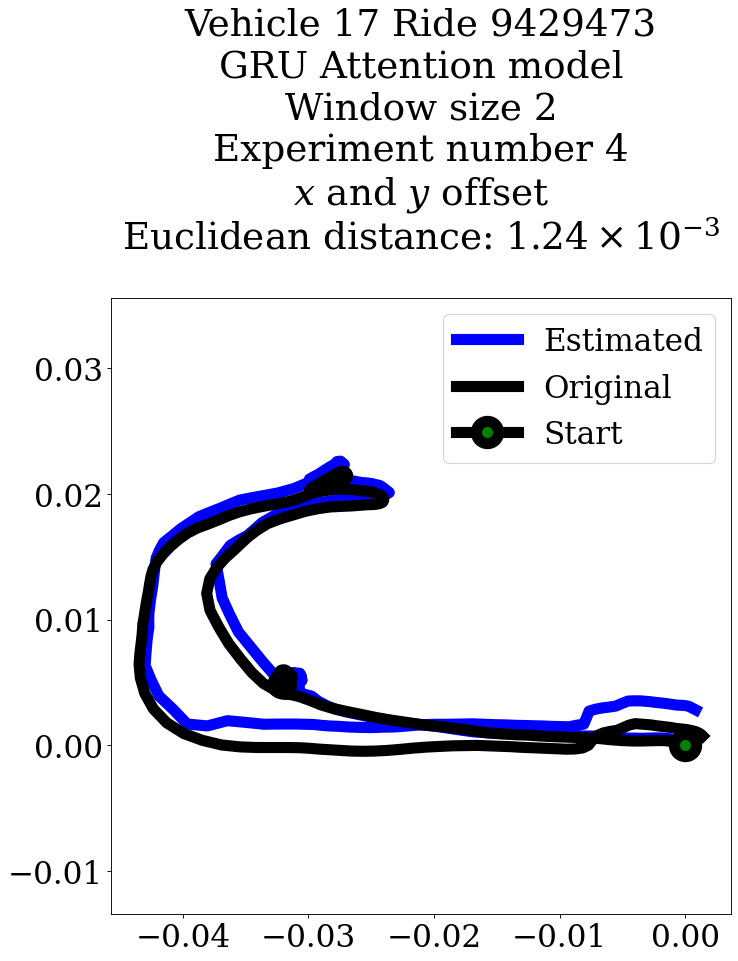 Vehicle 17 Ride 9429473
GRU Attention model
Window size 2
Experiment number 4
x and y offset
Euclidean distance: 1.24 × 10⁻³
Estimated
Original
Start
0.03
0.02
0.01
0.00
−0.01
−0.04 −0.03 −0.02 −0.01 0.00